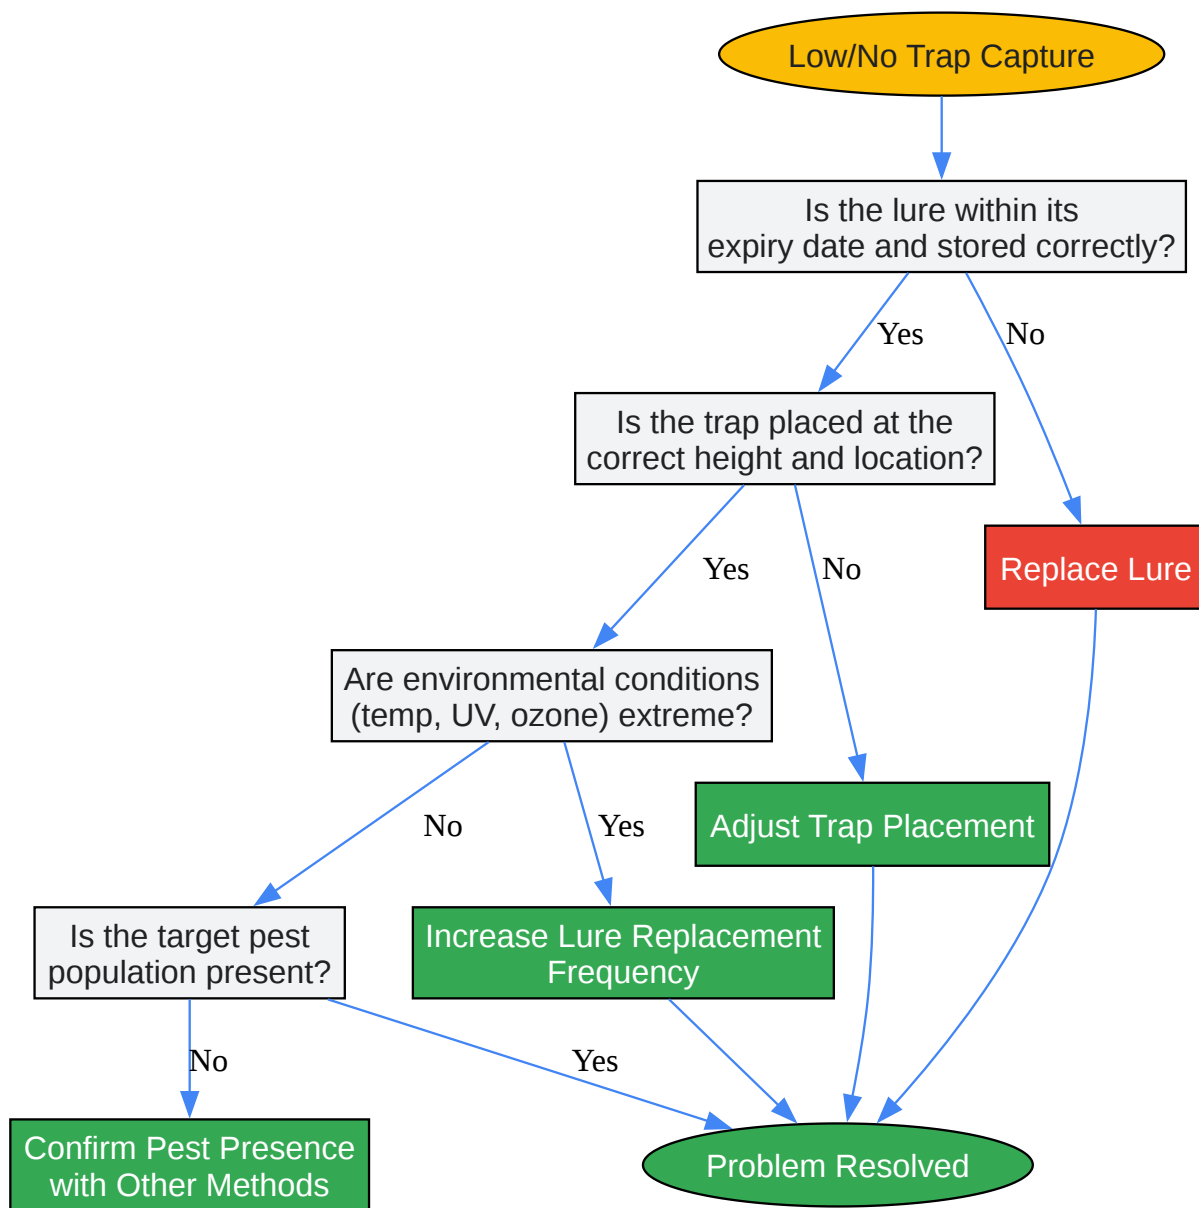 Low/No Trap Capture
Is the lure within its
expiry date and stored correctly?
Yes
No
Is the trap placed at the
correct height and location?
Yes
No
Replace Lure
Are environmental conditions
(temp, UV, ozone) extreme?
No
Yes
Adjust Trap Placement
Is the target pest
population present?
Increase Lure Replacement
Frequency
No
Yes
Confirm Pest Presence
with Other Methods
Problem Resolved